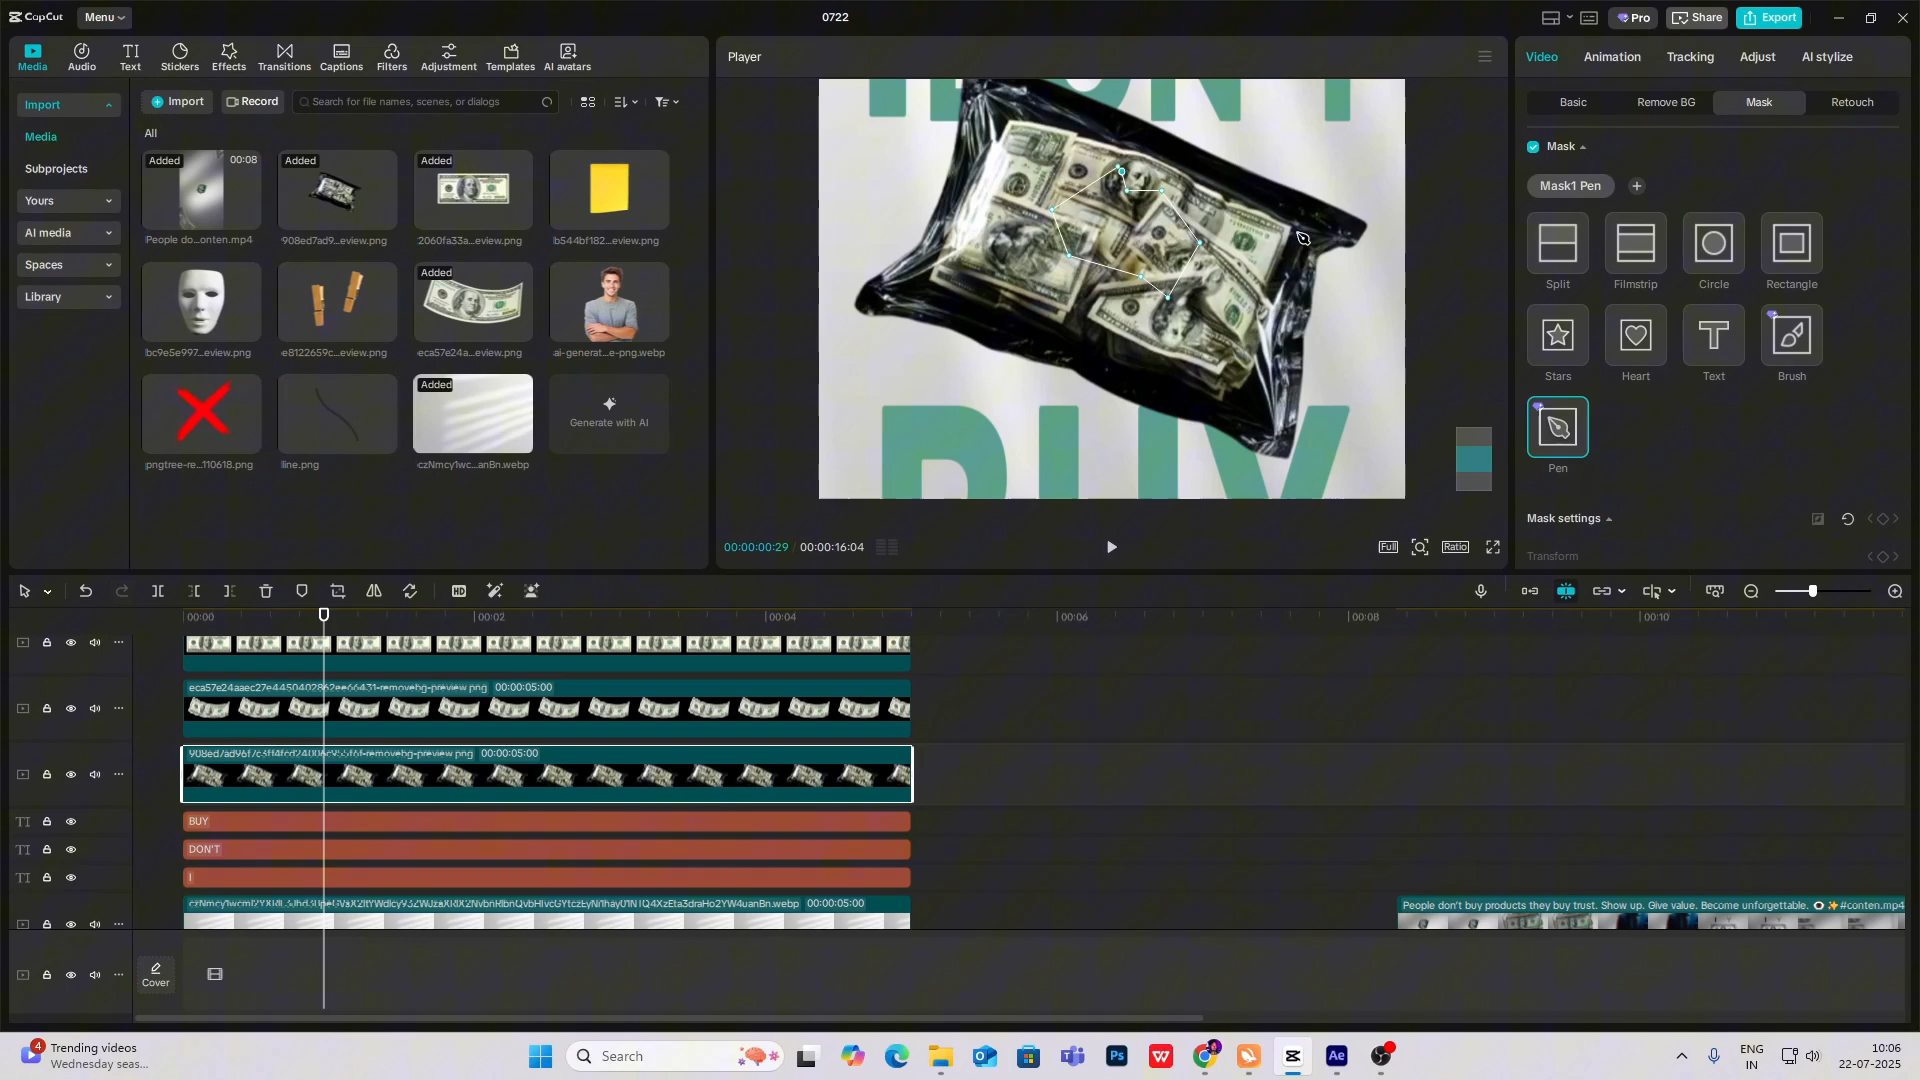 CapCut
Menu
0722
Pro
Share
Export
Media
Audio
Text
Stickers
Effects
Transitions
Captions
Filters
Adjustment
Templates
AI avatars
Player
Video
Animation
Tracking
Adjust
AI stylize
Import
Import
Record
Search for file names, scenes, or dialogs
Basic
Remove BG
Mask
Retouch
Media
All
Mask
Subprojects
Added
00:08
Added
Added
Mask1 Pen
Yours
People do...onten.mp4
908ed7ad9...eview.png
2060fa33a...eview.png
b544bf182...eview.png
AI media
Spaces
Library
Added
Split
Filmstrip
Circle
Rectangle
bc9e5e997...eview.png
e8122659c...eview.png
eca57e24a...eview.png
ai-generat...e-png.webp
Stars
Heart
Text
Brush
Added
Generate with AI
BUY
Pen
pngtree-re...110618.png
line.png
czNmcy1wc...anBn.webp
Mask settings
Transform
00:00:00:29 / 00:00:16:04
Full
Ratio
00:00
00:02
00:04
00:06
00:08
00:10
00:00:05:00
00:00:05:00
BUY
DON'T
I
00:00:05:00
People don't buy products they buy trust. Show up. Give value. Become unforgettable. 👁️✨#conten.mp4
Cover
4
Trending videos
Wednesday seas...
Search
Ps
W
Ae
ENG
IN
10:06
22-07-2025